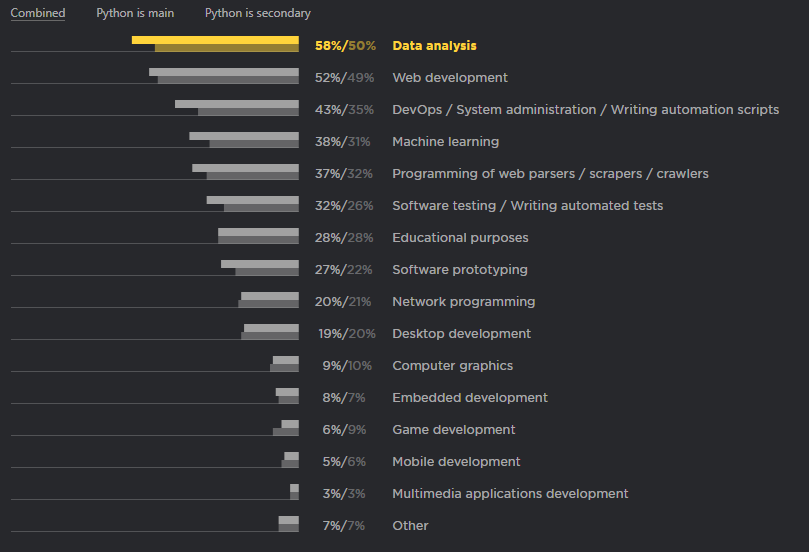 Combined Python is main Python is secondary
58%/50% Data analysis
52%/49% Web development
43%/35% DevOps / System administration / Writing automation scripts
38%/31% Machine learning
37%/32% Programming of web parsers / scrapers / crawlers
32%/26% Software testing / Writing automated tests
28%/28% Educational purposes
27%/22% Software prototyping
20%/21% Network programming
19%/20% Desktop development
9%/10% Computer graphics
8%/7% Embedded development
6%/9% Game development
5%/6% Mobile development
3%/3% Multimedia applications development
7%/7% Other